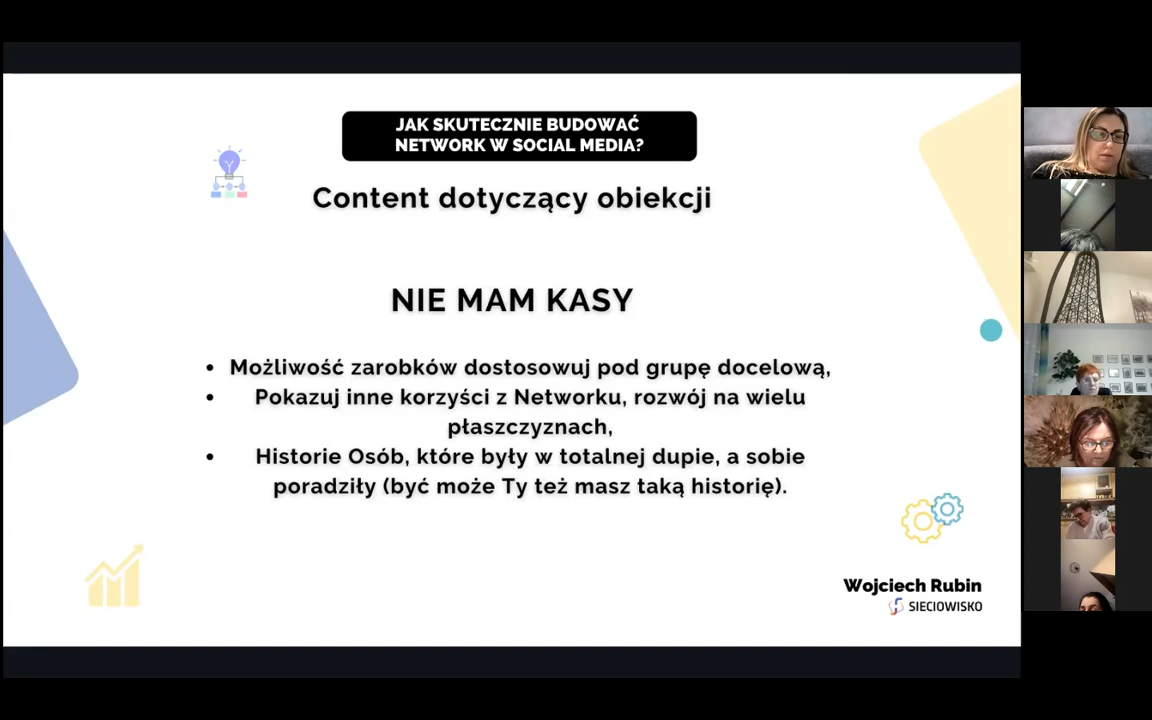 JAK SKUTECZNIE BUDOWAĆ
NETWORK W SOCIAL MEDIA?
Content dotyczący obiekcji
NIE MAM KASY
• Możliwość zarobków dostosowuj pod grupę docelową,
• Pokazuj inne korzyści z Networku, rozwój na wielu
płaszczyznach,
• Historie Osób, które były w totalnej dupie, a sobie
poradziły (być może Ty też masz taką historię).
Wojciech Rubin
SIECIOWISKO